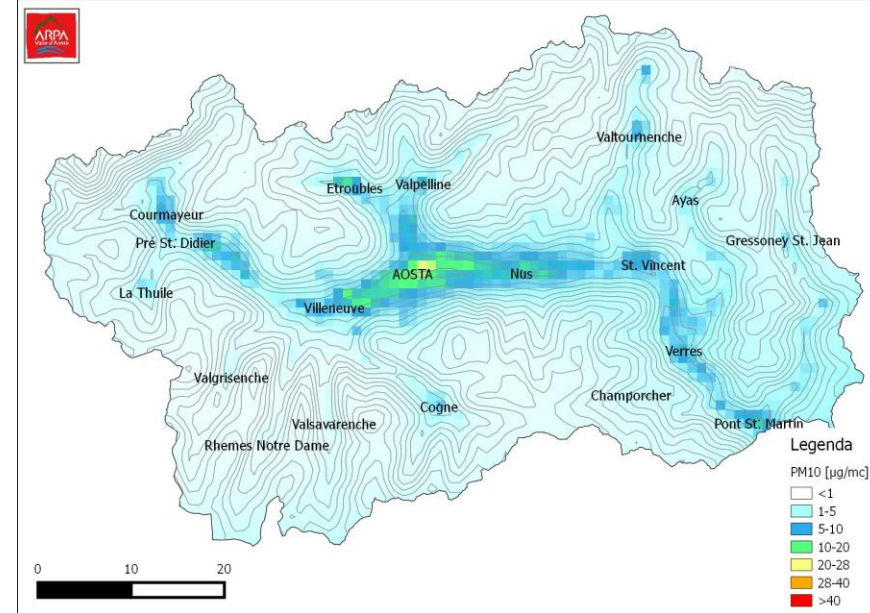 ARPA
Valle d'Aosta
Valtournenche
Etroubles
Valpelline
Ayas
Courmayeur
Pré St. Didier
Gressoney St. Jean
La Thuile
AOSTA
Nus
St. Vincent
Villeneuve
Verres
Valgrisenche
Cogne
Champorcher
Valsavarenche
Pont St. Martin
Rhemes Notre Dame
Legenda
PM10 [µg/mc]
<1
1-5
5-10
10-20
20-28
28-40
>40
0 10 20